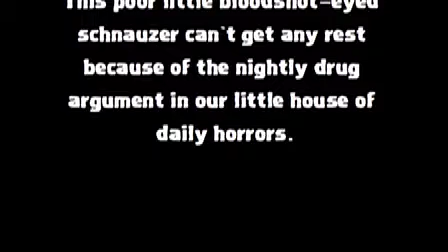 This poor little bloodshot-eyed
schnauzer can't get any rest
because of the nightly drug
argument in our little house of
daily horrors.